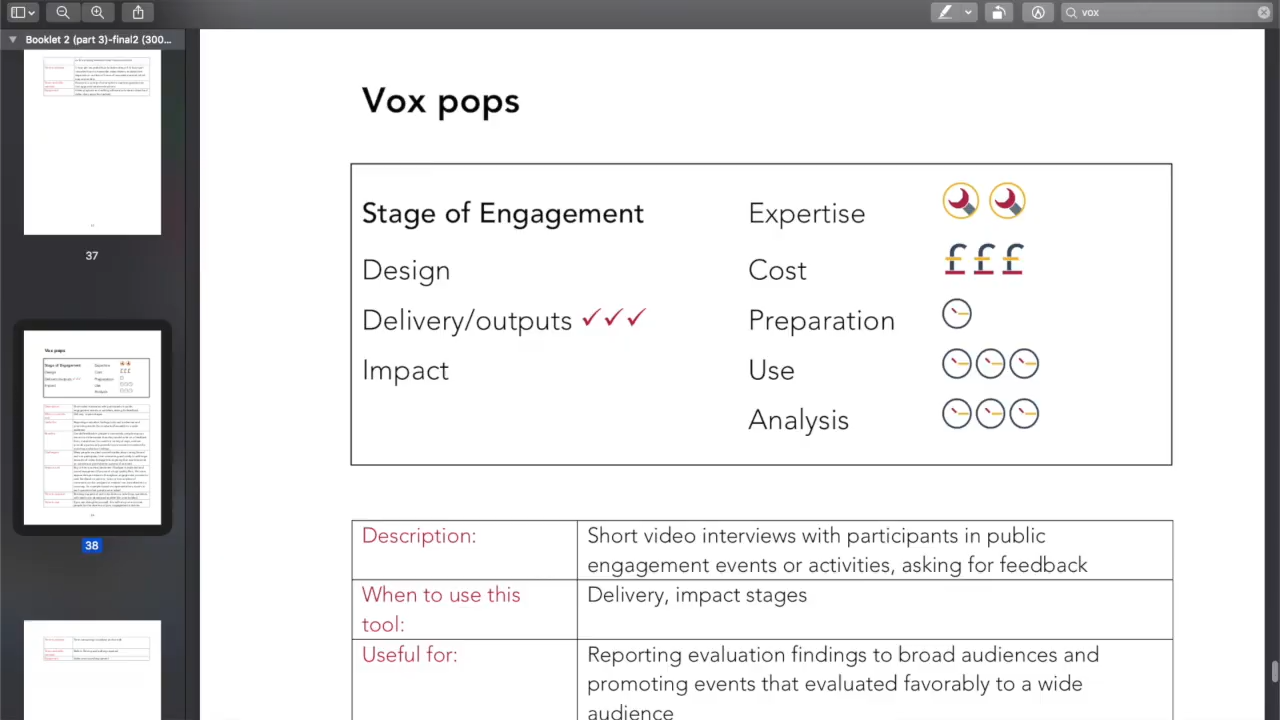 vox
Booklet 2 (part 3)-final2 (300...
37
38
Vox pops
Stage of Engagement
Design
Delivery/outputs ✓✓✓
Impact
Expertise
Cost £££
Preparation
Use
Analysis
Description:
Short video interviews with participants in public
engagement events or activities, asking for feedback
When to use this
tool:
Delivery, impact stages
Useful for:
Reporting evaluation findings to broad audiences and
promoting events that evaluated favorably to a wide
audience